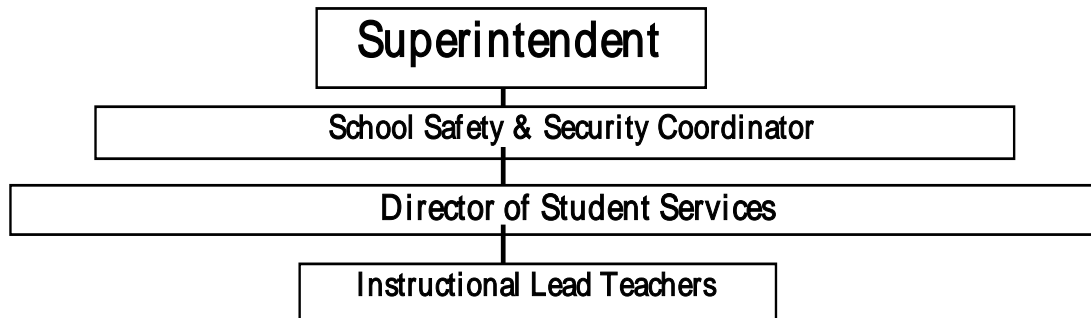 Superintendent
School Safety & Security Coordinator
Director of Student Services
Instructional Lead Teachers